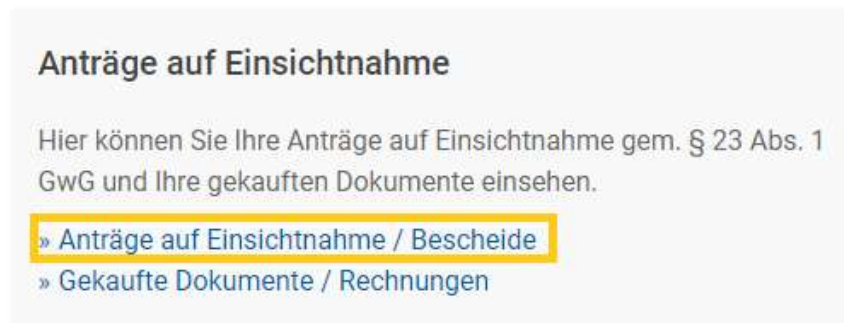 Anträge auf Einsichtnahme
Hier können Sie Ihre Anträge auf Einsichtnahme gem. § 23 Abs. 1
GwG und Ihre gekauften Dokumente einsehen.
» Anträge auf Einsichtnahme / Bescheide
» Gekaufte Dokumente / Rechnungen